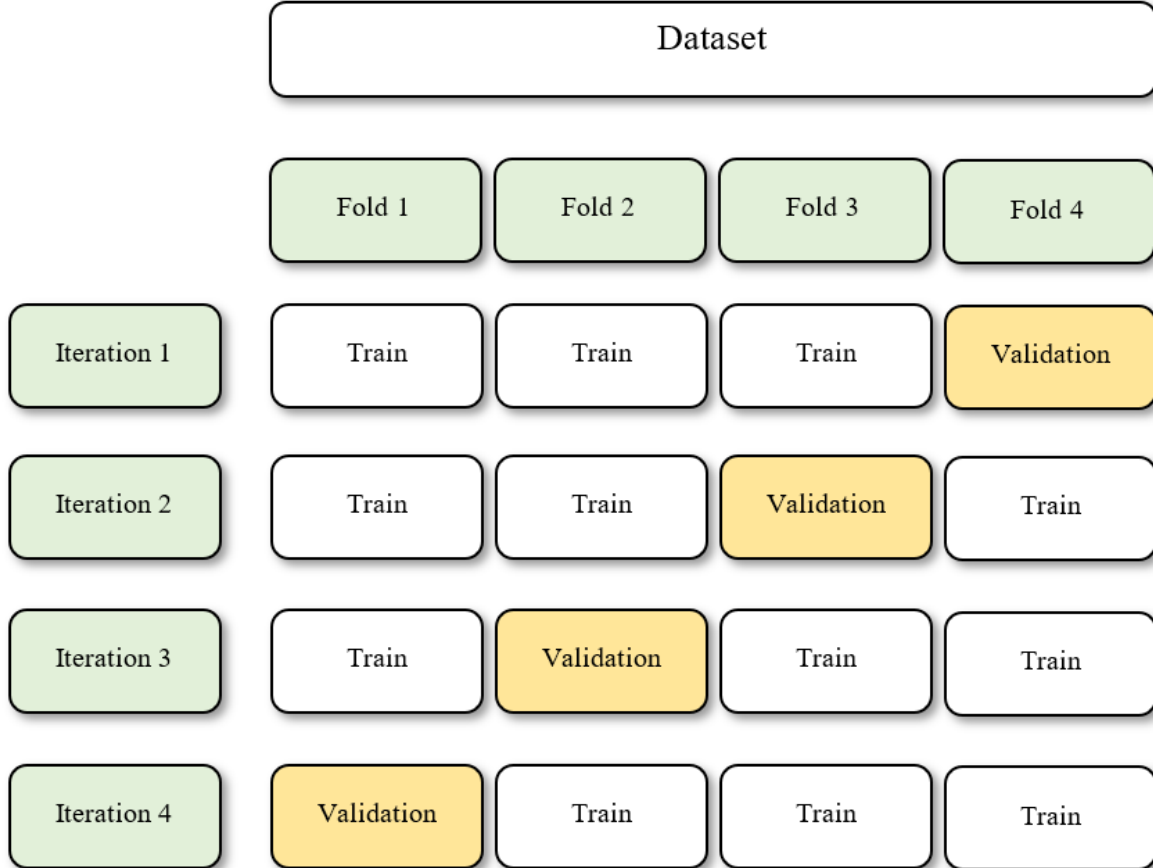 Dataset
Fold 1 Fold 2 Fold 3 Fold 4
Iteration 1 Train Train Train Validation
Iteration 2 Train Train Validation Train
Iteration 3 Train Validation Train Train
Iteration 4 Validation Train Train Train